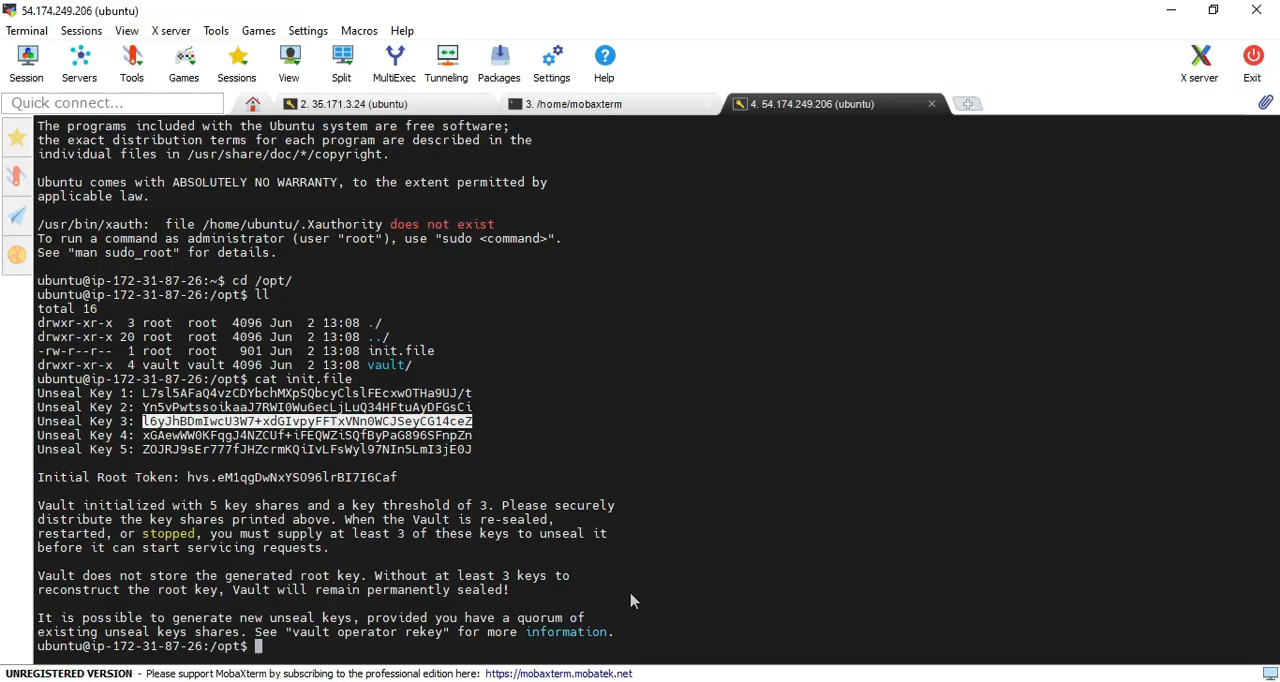 54.174.249.206 (ubuntu)
Terminal Sessions View X server Tools Games Settings Macros Help
Session Servers Tools Games Sessions View Split MultiExec Tunneling Packages Settings Help X server Exit
Quick connect... 2. 35.171.3.24 (ubuntu) 3. /home/mobaxterm 4. 54.174.249.206 (ubuntu)
The programs included with the Ubuntu system are free software;
the exact distribution terms for each program are described in the
individual files in /usr/share/doc/*/copyright.
Ubuntu comes with ABSOLUTELY NO WARRANTY, to the extent permitted by
applicable law.
/usr/bin/xauth:  file /home/ubuntu/.Xauthority does not exist
To run a command as administrator (user "root"), use "sudo <command>".
See "man sudo_root" for details.
ubuntu@ip-172-31-87-26:~$ cd /opt/
ubuntu@ip-172-31-87-26:/opt$ ll
total 16
drwxr-xr-x  3 root  root  4096 Jun  2 13:08 ./
drwxr-xr-x 20 root  root  4096 Jun  2 13:08 ../
-rw-r--r--  1 root  root   901 Jun  2 13:08 init.file
drwxr-xr-x  4 vault vault 4096 Jun  2 13:08 vault/
ubuntu@ip-172-31-87-26:/opt$ cat init.file
Unseal Key 1: L7sl5AFaQ4vzCDYbchMXpSQbcyClslFEcxwOTHa9UJ/t
Unseal Key 2: Yn5vPwtssoikaaJ7RWI0Wu6ecLjLuQ34HFtuAyDFGsCi
Unseal Key 3: l6yJhBDmIwcU3W7+xdGIvpyFFTxVNn0WCJSeyCG14ceZ
Unseal Key 4: xGAewWW0KFqgJ4NZCUf+iFEQWZiSQfByPaG896SFnpZn
Unseal Key 5: ZOJRJ9sEr777fJHZcrmKQiIvLFsWyl97NIn5LmI3jE0J
Initial Root Token: hvs.eM1qgDwNxYSO96lrBI7I6Caf
Vault initialized with 5 key shares and a key threshold of 3. Please securely
distribute the key shares printed above. When the Vault is re-sealed,
restarted, or stopped, you must supply at least 3 of these keys to unseal it
before it can start servicing requests.
Vault does not store the generated root key. Without at least 3 keys to
reconstruct the root key, Vault will remain permanently sealed!
It is possible to generate new unseal keys, provided you have a quorum of
existing unseal keys shares. See "vault operator rekey" for more information.
ubuntu@ip-172-31-87-26:/opt$
UNREGISTERED VERSION - Please support MobaXterm by subscribing to the professional edition here: https://mobaxterm.mobatek.net